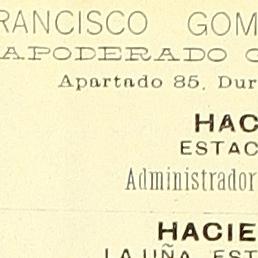 RANCISCO GOM
APODERADO G
Apartado 85, Dur
HAC
ESTAC
Administrador
HACIE
LA UÑA, EST